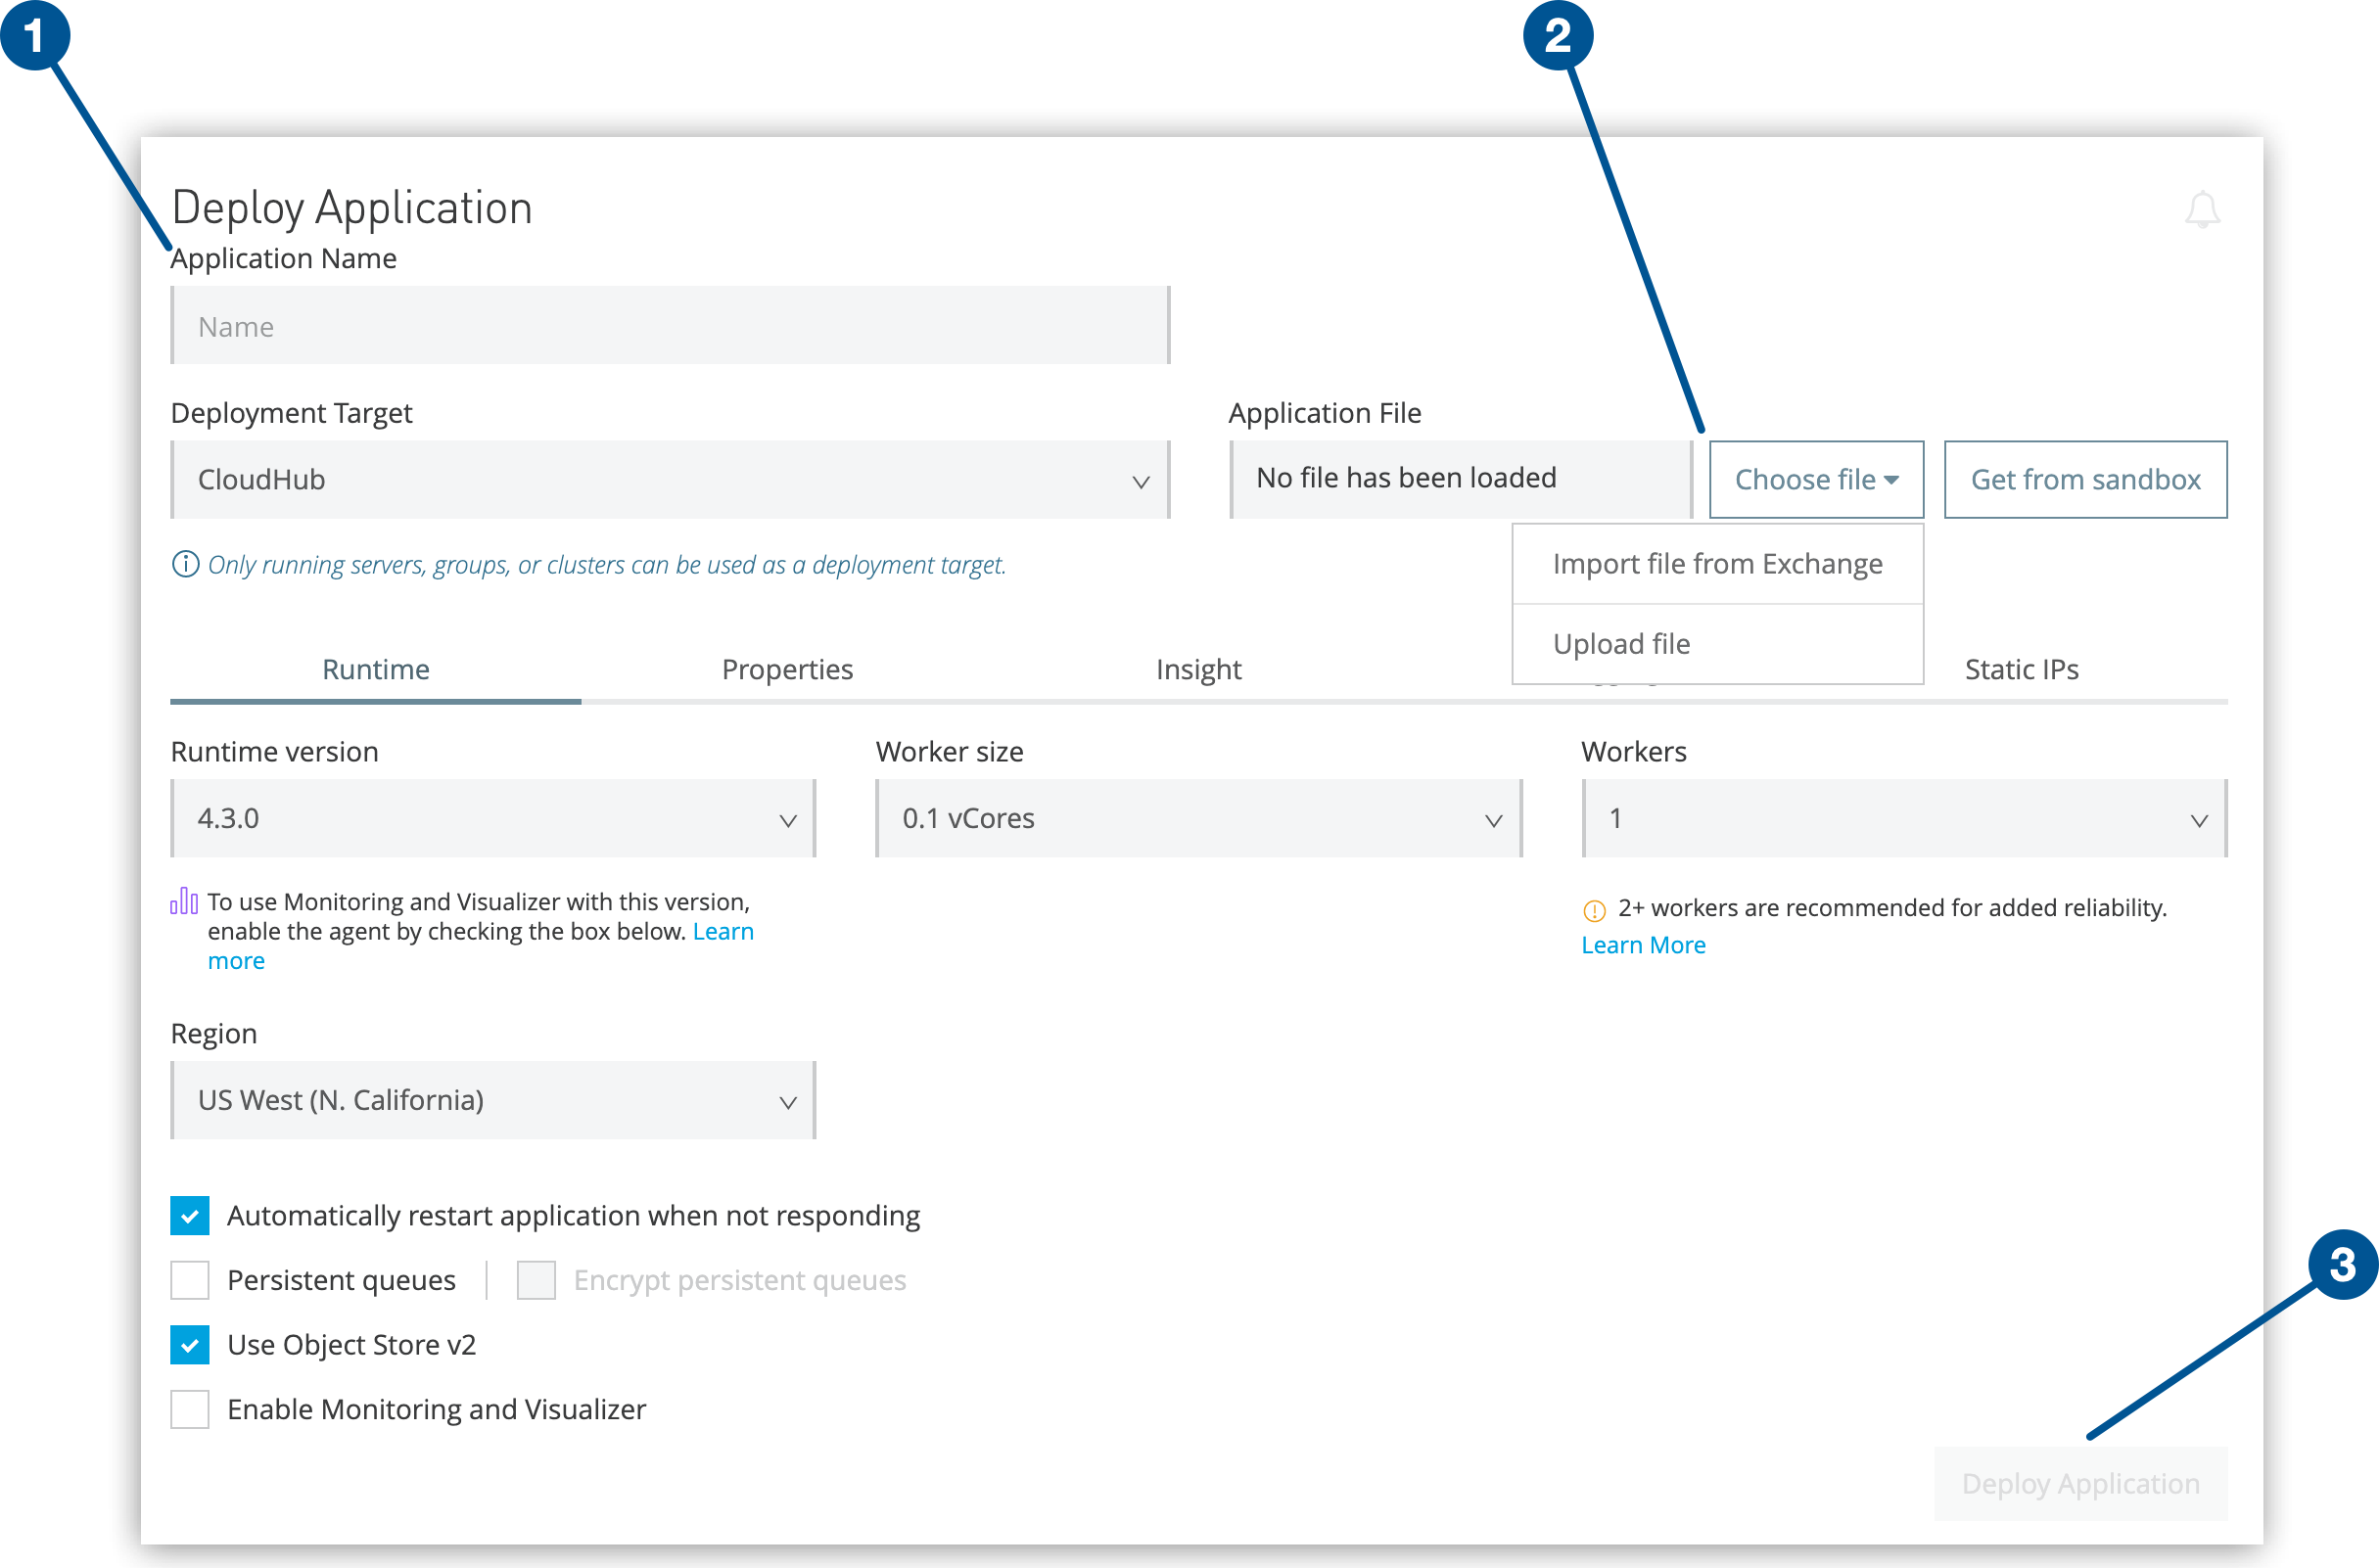 1
2
Deploy Application
Application Name
Name
Deployment Target
Application File
CloudHub
No file has been loaded
Choose file
Get from sandbox
Only running servers, groups, or clusters can be used as a deployment target.
Import file from Exchange
Upload file
Runtime
Properties
Insight
Static IPs
Runtime version
Worker size
Workers
4.3.0
0.1 vCores
1
To use Monitoring and Visualizer with this version,
enable the agent by checking the box below. Learn
more
2+ workers are recommended for added reliability.
Learn More
Region
US West (N. California)
Automatically restart application when not responding
Persistent queues
Encrypt persistent queues
Use Object Store v2
Enable Monitoring and Visualizer
3
Deploy Application